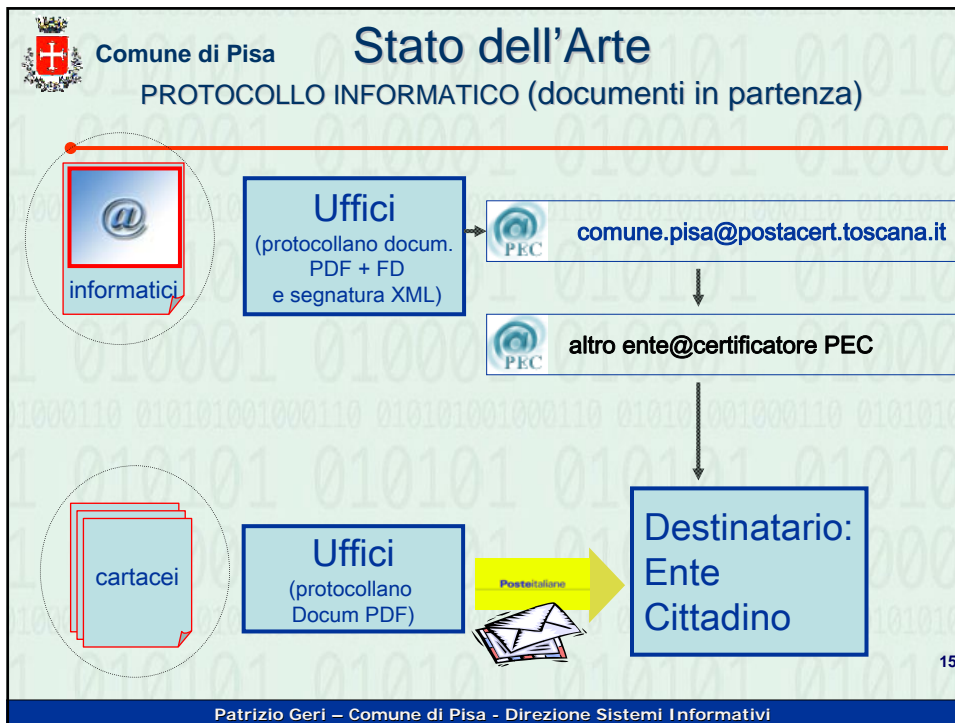 Comune di Pisa
Stato dell'Arte
PROTOCOLLO INFORMATICO (documenti in partenza)
@
informatici
Uffici
(protocollano docum.
PDF + FD
e segnatura XML)
@
PEC
comune.pisa@postacert.toscana.it
@
PEC
altro ente@certificatore PEC
cartacei
Uffici
(protocollano
Docum PDF)
Posteitaliane
Destinatario:
Ente
Cittadino
15
Patrizio Geri – Comune di Pisa - Direzione Sistemi Informativi